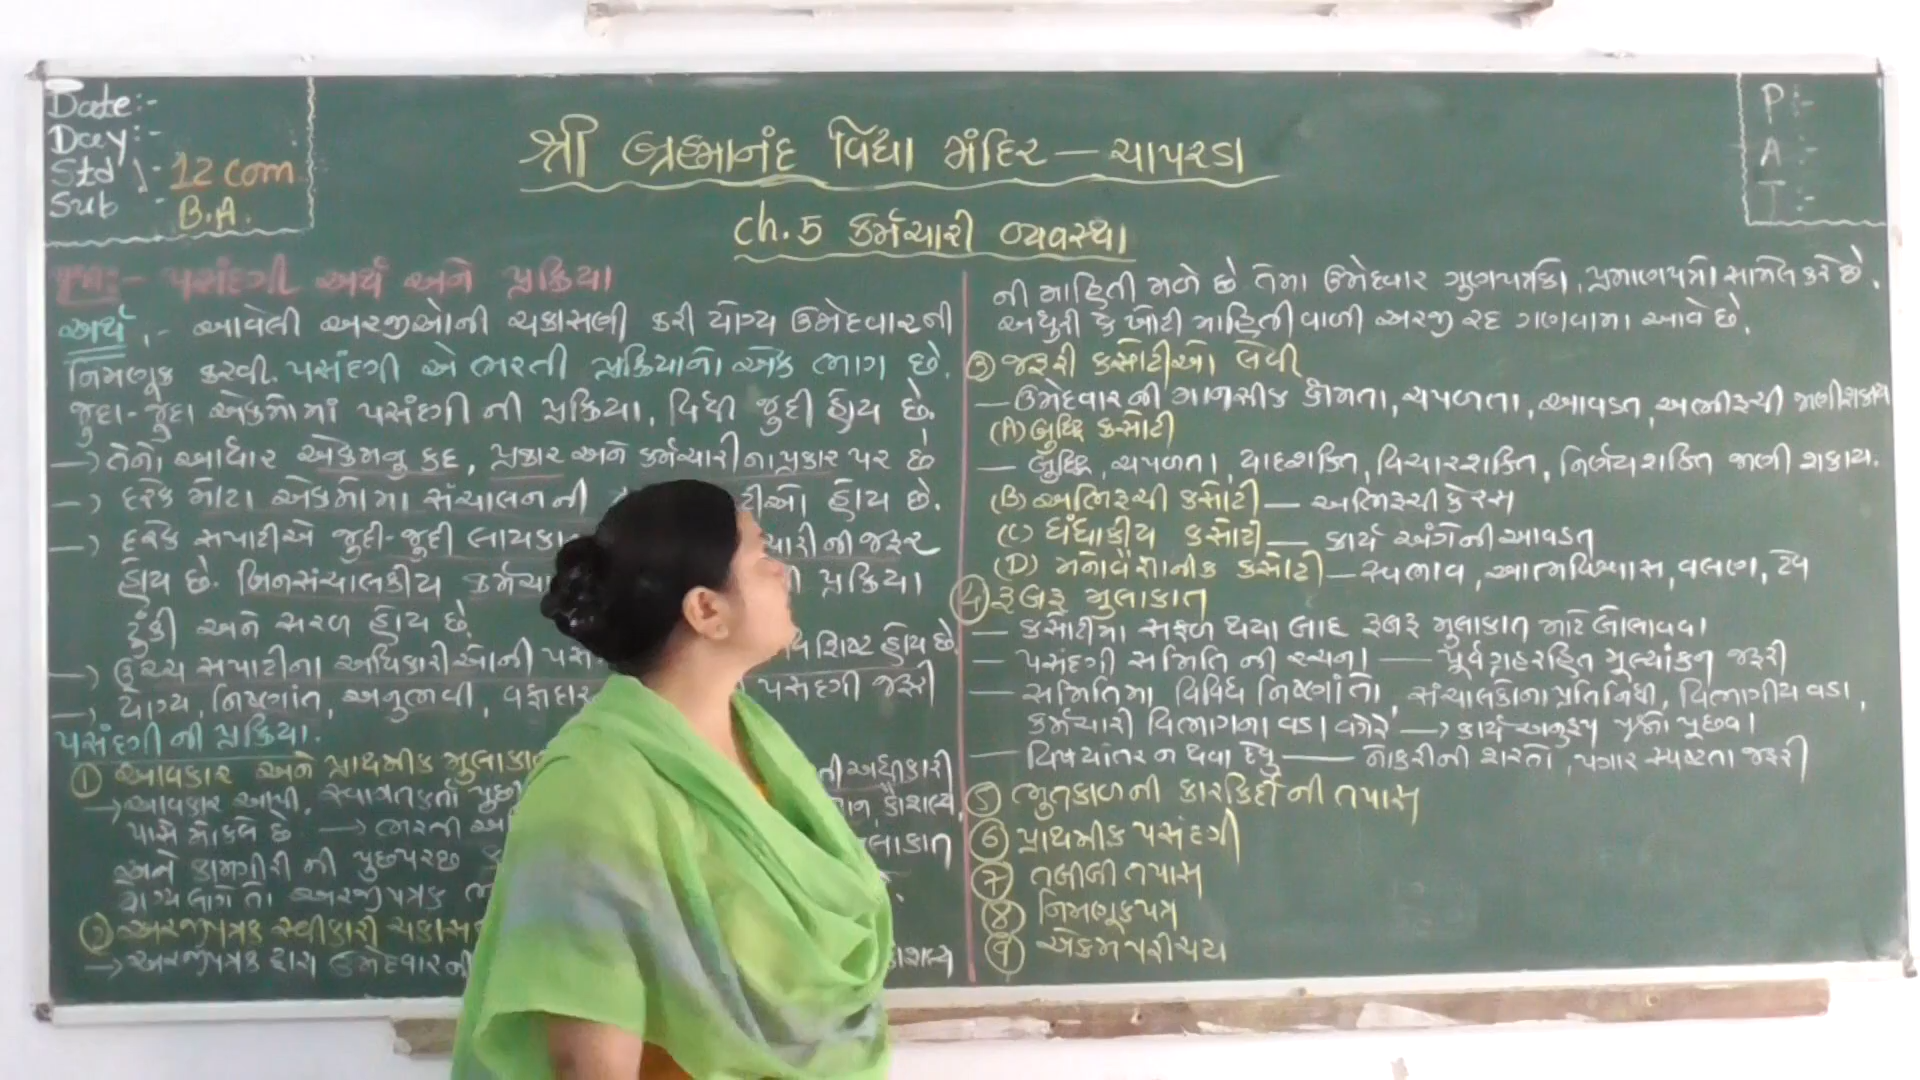 Date:-
Day:-
Std :- 12 com
Sub - B.A.
P :-
A :-
T :-
શ્રી બ્રહ્માનંદ વિદ્યા મંદિર – ચાપરડા
ch.5 કર્મચારી વ્યવસ્થા
:- પસંદગી અર્થ અને પ્રક્રિયા
અર્થ :- આવેલી અરજીઓની ચકાસણી કરી યોગ્ય ઉમેદવારની
નિમણૂક કરવી. પસંદગી એ ભરતી પ્રક્રિયાનો એક ભાગ છે.
જુદા-જુદા એકમોમાં પસંદગી ની પ્રક્રિયા, વિધી જુદી હોય છે.
→ તેનો આધાર એકમનુ કદ, પ્રકાર અને કર્મચારીના પ્રકાર પર છે
→ દરેક મોટા એકમોમા સંચાલનની ટીઓ હોય છે.
→ દરેક સપાટીએ જુદી-જુદી લાયકા ચારીની જરૂર
હોય છે. બિનસંચાલકીય કર્મચા ની પ્રક્રિયા
ટુંકી અને સરળ હોય છે.
→ ઉચ્ચ સપાટીના અધિકારીઓની પસં વિશિષ્ટ હોય છે.
→ યોગ્ય, નિષ્ણાંત, અનુભવી, વફાદાર પસંદગી જરૂરી
પસંદગી ની પ્રક્રિયા.
① આવકાર અને પ્રાથમીક મુલાકા
→ આવકાર આપી, સ્વાગતકર્તા પૂછ તી અધીકારી
પાસે મોકલે છે → ભરતી અ ન, કૌશલ્ય,
અને કામગીરી ની પુછપરછ લાકાત
યોગ્ય લાગે તો અરજીપત્રક ભ
② અરજીપત્રક સ્વીકારી ચકાસ
→ અરજીપત્રક દ્વારા ઉમેદવારની કૌશલ્ય
ની માહિતી મળે છે તેમા ઉમેદવાર ગુણપત્રકો, પ્રમાણપત્રો સામેલ કરે છે.
અધુરી કે ખોટી માહિતી વાળી અરજી રદ ગણવામા આવે છે.
③ જરૂરી કસોટીઓ લેવી
— ઉમેદવાર ની માનસીક ક્ષમતા, ચપળતા, આવડત, અભીરૂચી જાણી શકાય
(A) બુદ્ધિ કસોટી
— બુદ્ધિ, ચપળતા, યાદશક્તિ, વિચારશક્તિ, નિર્ણયશક્તિ જાણી શકાય.
(B) અભિરૂચી કસોટી — અભિરૂચી કે રસ
(C) ધંધાકીય કસોટી — કાર્ય અંગેની આવડત
(D) મનોવૈજ્ઞાનીક કસોટી — સ્વભાવ, આત્મવિશ્વાસ, વલણ, ટેવ
④ રૂબરૂ મુલાકાત
— કસોટીમા સફળ થયા બાદ રૂબરૂ મુલાકાત માટે બોલાવવા
— પસંદગી સમિતિ ની રચના — પૂર્વગ્રહરહિત મૂલ્યાંકન જરૂરી
— સમિતિમા વિવિધ નિષ્ણાંતો, સંચાલકોના પ્રતિનિધી, વિભાગીય વડા,
કર્મચારી વિભાગના વડા વગેરે → કાર્ય અનુરૂપ પ્રશ્નો પૂછવા
— વિષયાંતર ન થવા દેવુ — નોકરીની શરતો, પગાર સ્પષ્ટતા જરૂરી
⑤ ભુતકાળની કારકિર્દી ની તપાસ
⑥ પ્રાથમીક પસંદગી
⑦ તબીબી તપાસ
⑧ નિમણૂકપત્ર
⑨ એકમ પરીચય